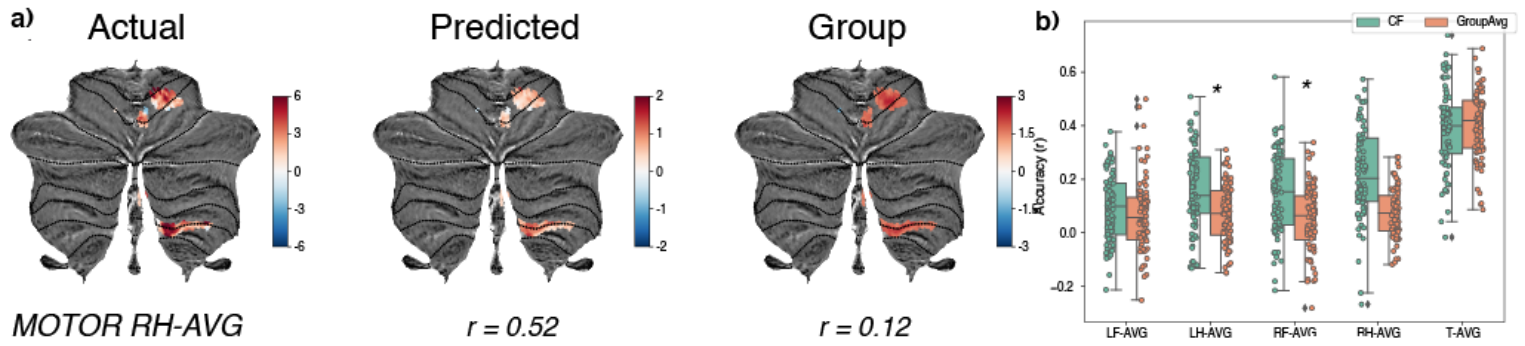 a)
Actual
Predicted
Group
6
3
0
-3
-6
2
1
0
-1
-2
3
1.5
0
-1.5
-3
MOTOR RH-AVG
r = 0.52
r = 0.12
b)
CF
GroupAvg
Accuracy (r)
0.6
0.4
0.2
0.0
−0.2
*
*
LF-AVG
LH-AVG
RF-AVG
RH-AVG
T-AVG